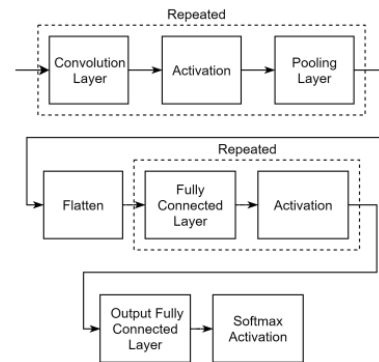 Repeated
Convolution
Layer
Activation
Pooling
Layer
Repeated
Flatten
Fully
Connected
Layer
Activation
Output Fully
Connected
Layer
Softmax
Activation